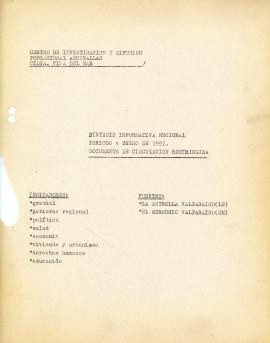 CENTRO DE INVESTIGACION Y DIFUSION
POBLACIONAL ACHUPALLAS
CIDPA. VIÑA DEL MAR /
SINTESIS INFORMATIVA REGIONAL
PERIODO : ENERO DE 1991.
DOCUMENTO DE CIRCULACION RESTRINGIDA
INDICADORES:
*gremial
*gobierno regional
*política
*salud
*economía
*vivienda y urbanismo
*derechos humanos
*educación
FUENTES:
*LA ESTRELLA VALPARAISO(LE)
*EL MERCURIO VALPARAISO(EM)